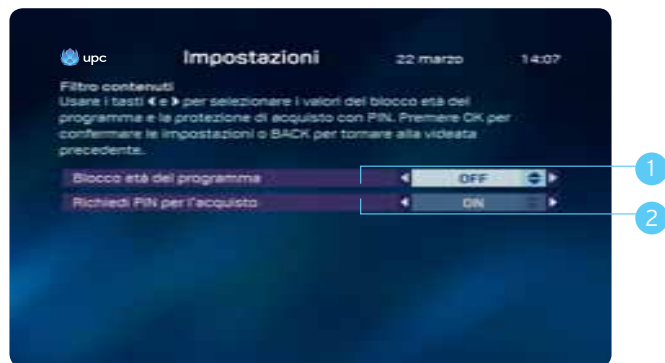 upc Impostazioni 22 marzo 14:07
Filtro contenuti
Usare i tasti ◀ e ▶ per selezionare i valori del blocco età del
programma e la protezione di acquisto con PIN. Premere OK per
confermare le impostazioni o BACK per tornare alla videata
precedente.
Blocco età del programma ◀ OFF ▶ 1
Richiedi PIN per l'acquisto ◀ ON ▶ 2